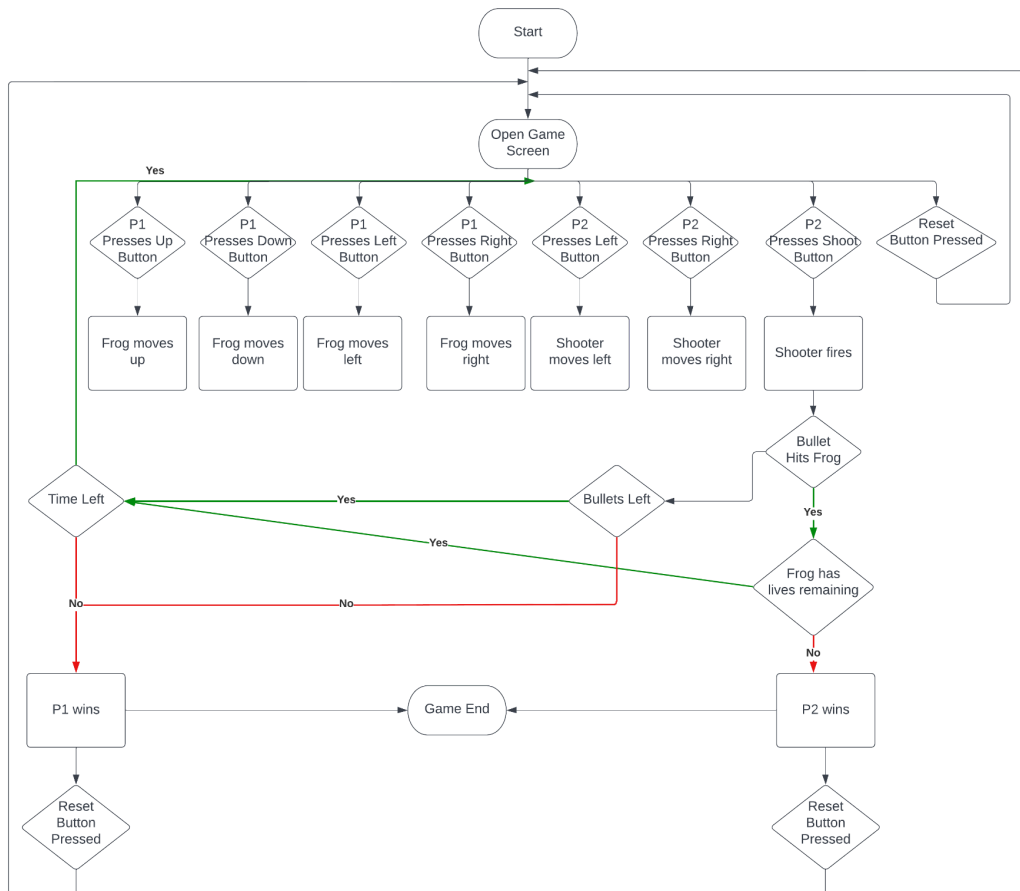 Start
Open Game
Screen
Yes
P1
Presses Up
Button
P1
Presses Down
Button
P1
Presses Left
Button
P1
Presses Right
Button
P2
Presses Left
Button
P2
Presses Right
Button
P2
Presses Shoot
Button
Reset
Button Pressed
Frog moves
up
Frog moves
down
Frog moves
left
Frog moves
right
Shooter
moves left
Shooter
moves right
Shooter fires
Bullet
Hits Frog
Time Left
Yes
Bullets Left
Yes
Yes
Frog has
lives remaining
No
No
No
P1 wins
Game End
P2 wins
Reset
Button
Pressed
Reset
Button
Pressed